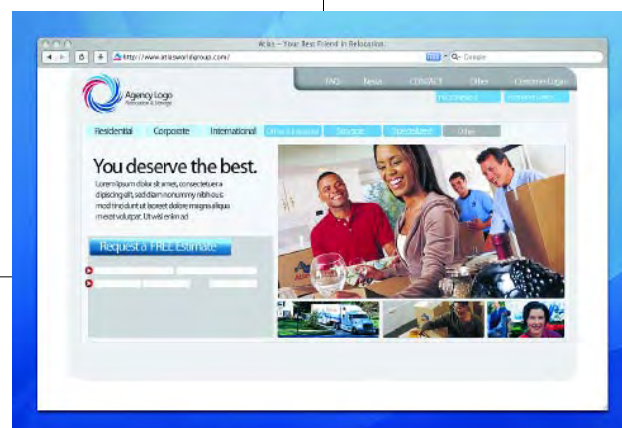 Atlas – Your Best Friend in Relocation.
http://www.atlasworldgroup.com/
Q- Google
FAQ News CONTACT Other Customer Login
Agency Logo
Relocation & Storage
Residential Corporate International Office & Industrial Storage Specialized Other
You deserve the best.
Lorem ipsum dolor sit amet, consectetuer a
dipiscing elit, sed diam nonummy nibh euis
mod tincidunt ut laoreet dolore magna aliqua
m erat volutpat. Ut wisi enim ad
Request a FREE Estimate